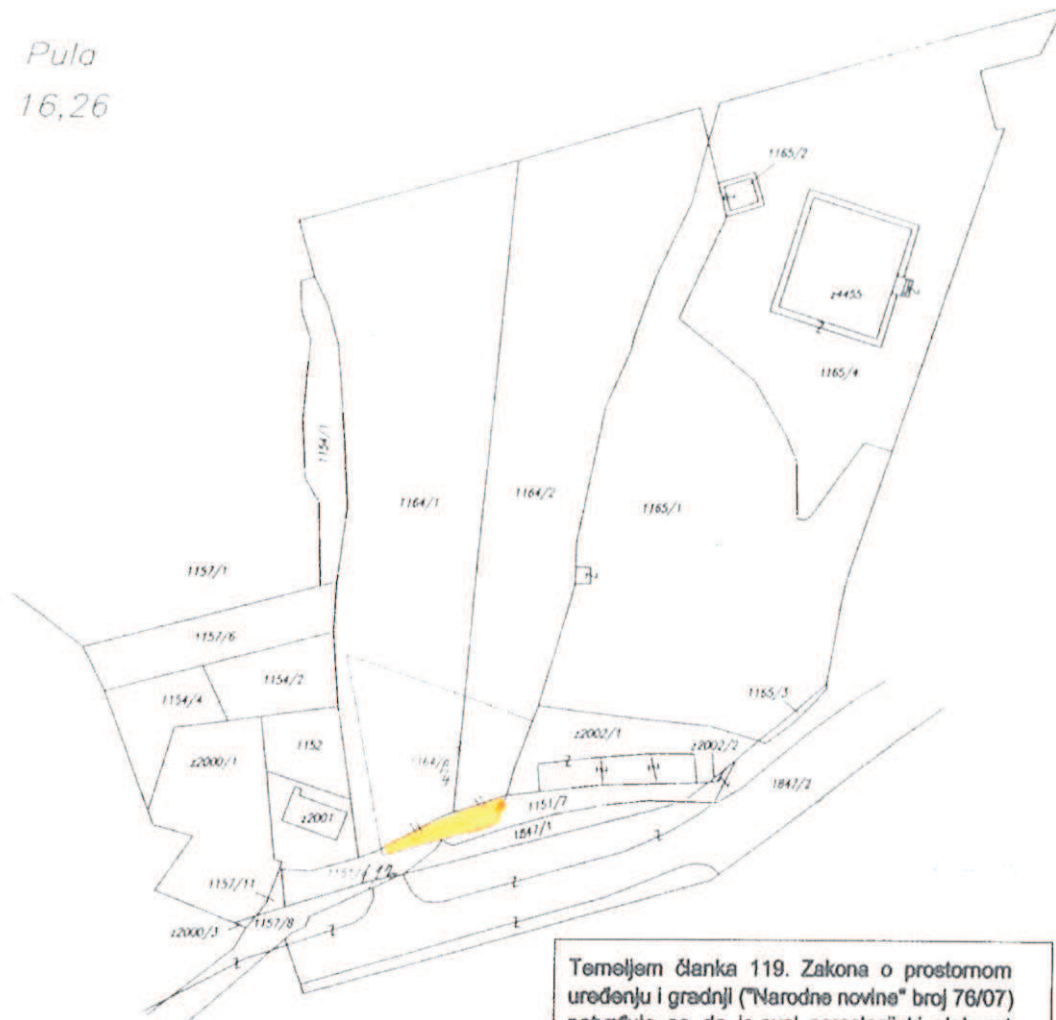 Pula
16,26
1165/2
z4455
1165/4
1154/1
1164/1
1164/2
1165/1
1157/1
1157/6
1154/2
1154/4
1165/3
z2002/1
z2002/2
1152
z2000/1
1847/2
z2001
1151/7
1847/1
1157/11
1157/8
z2000/3
Temeljem članka 119. Zakona o prostornom
uređenju i gradnji ("Narodne novine" broj 76/07)